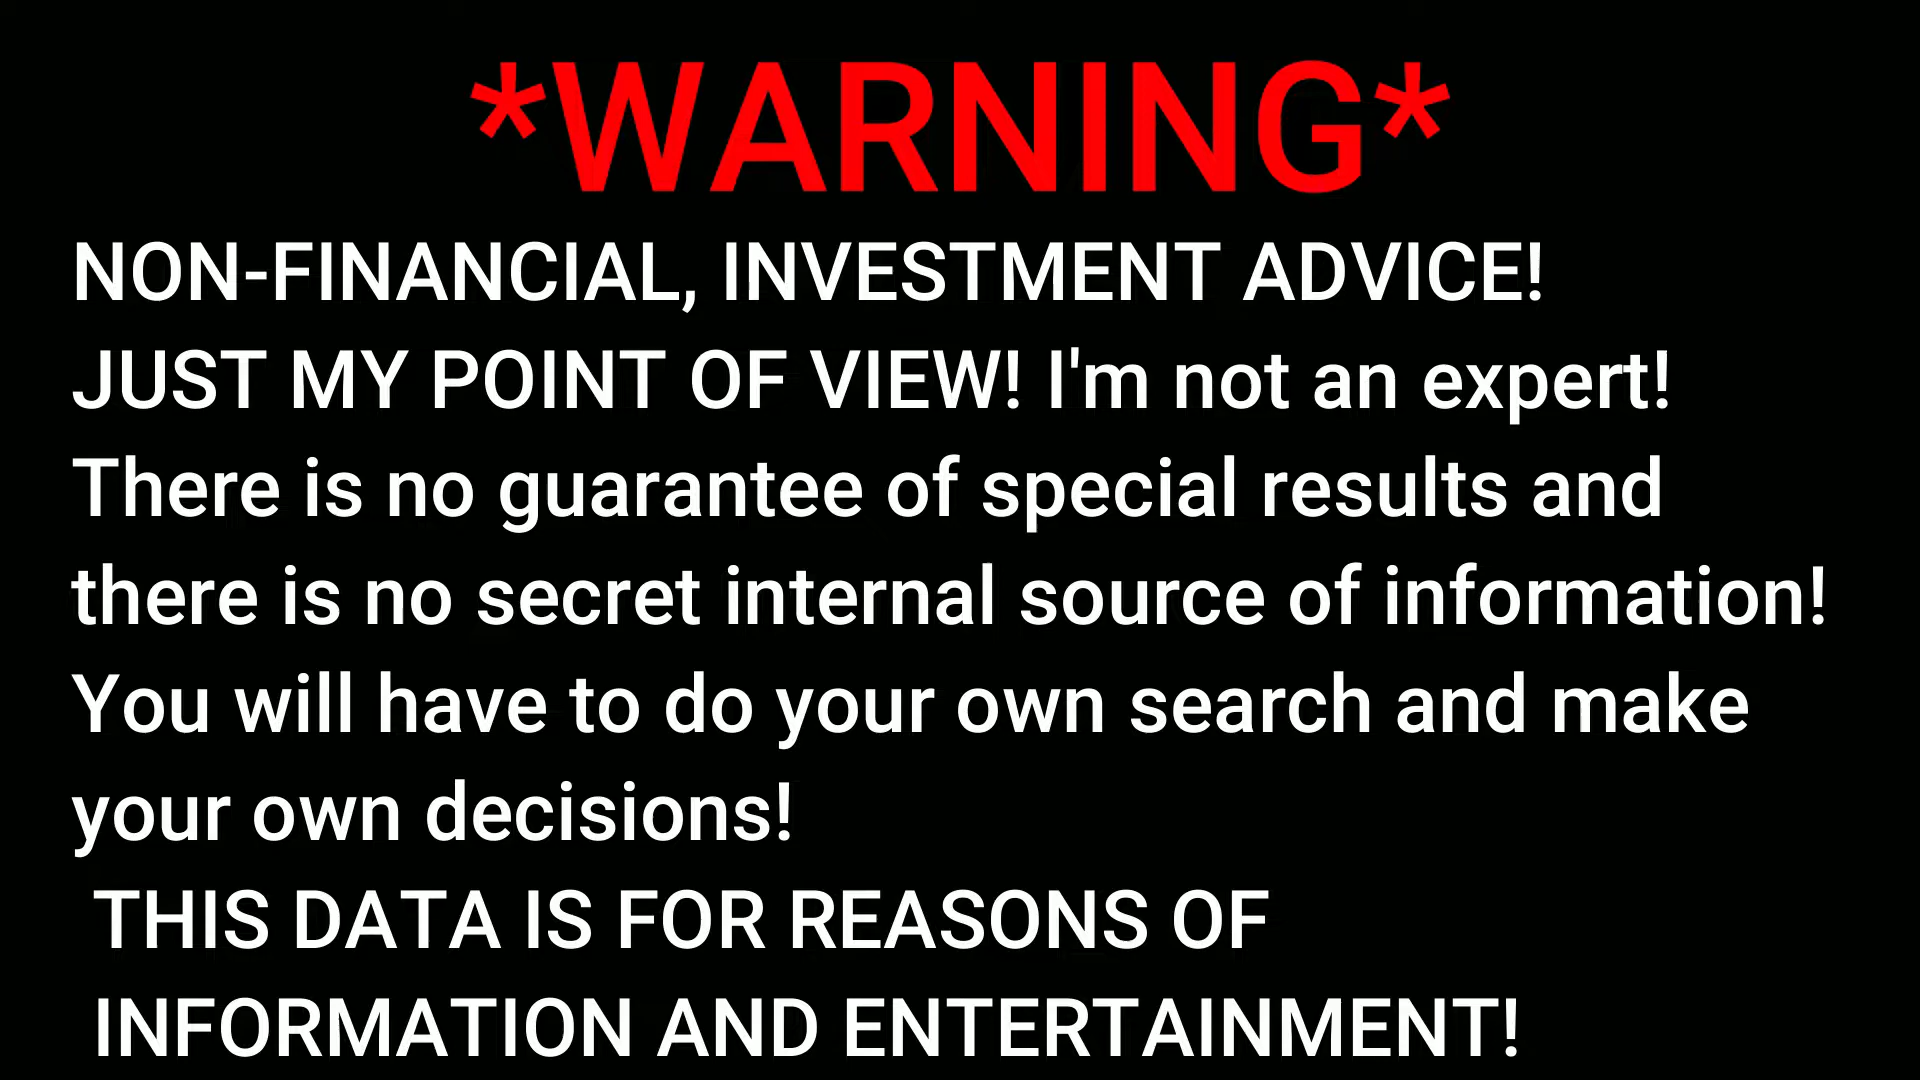 *WARNING*
NON-FINANCIAL, INVESTMENT ADVICE!
JUST MY POINT OF VIEW! I'm not an expert!
There is no guarantee of special results and
there is no secret internal source of information!
You will have to do your own search and make
your own decisions!
THIS DATA IS FOR REASONS OF
INFORMATION AND ENTERTAINMENT!